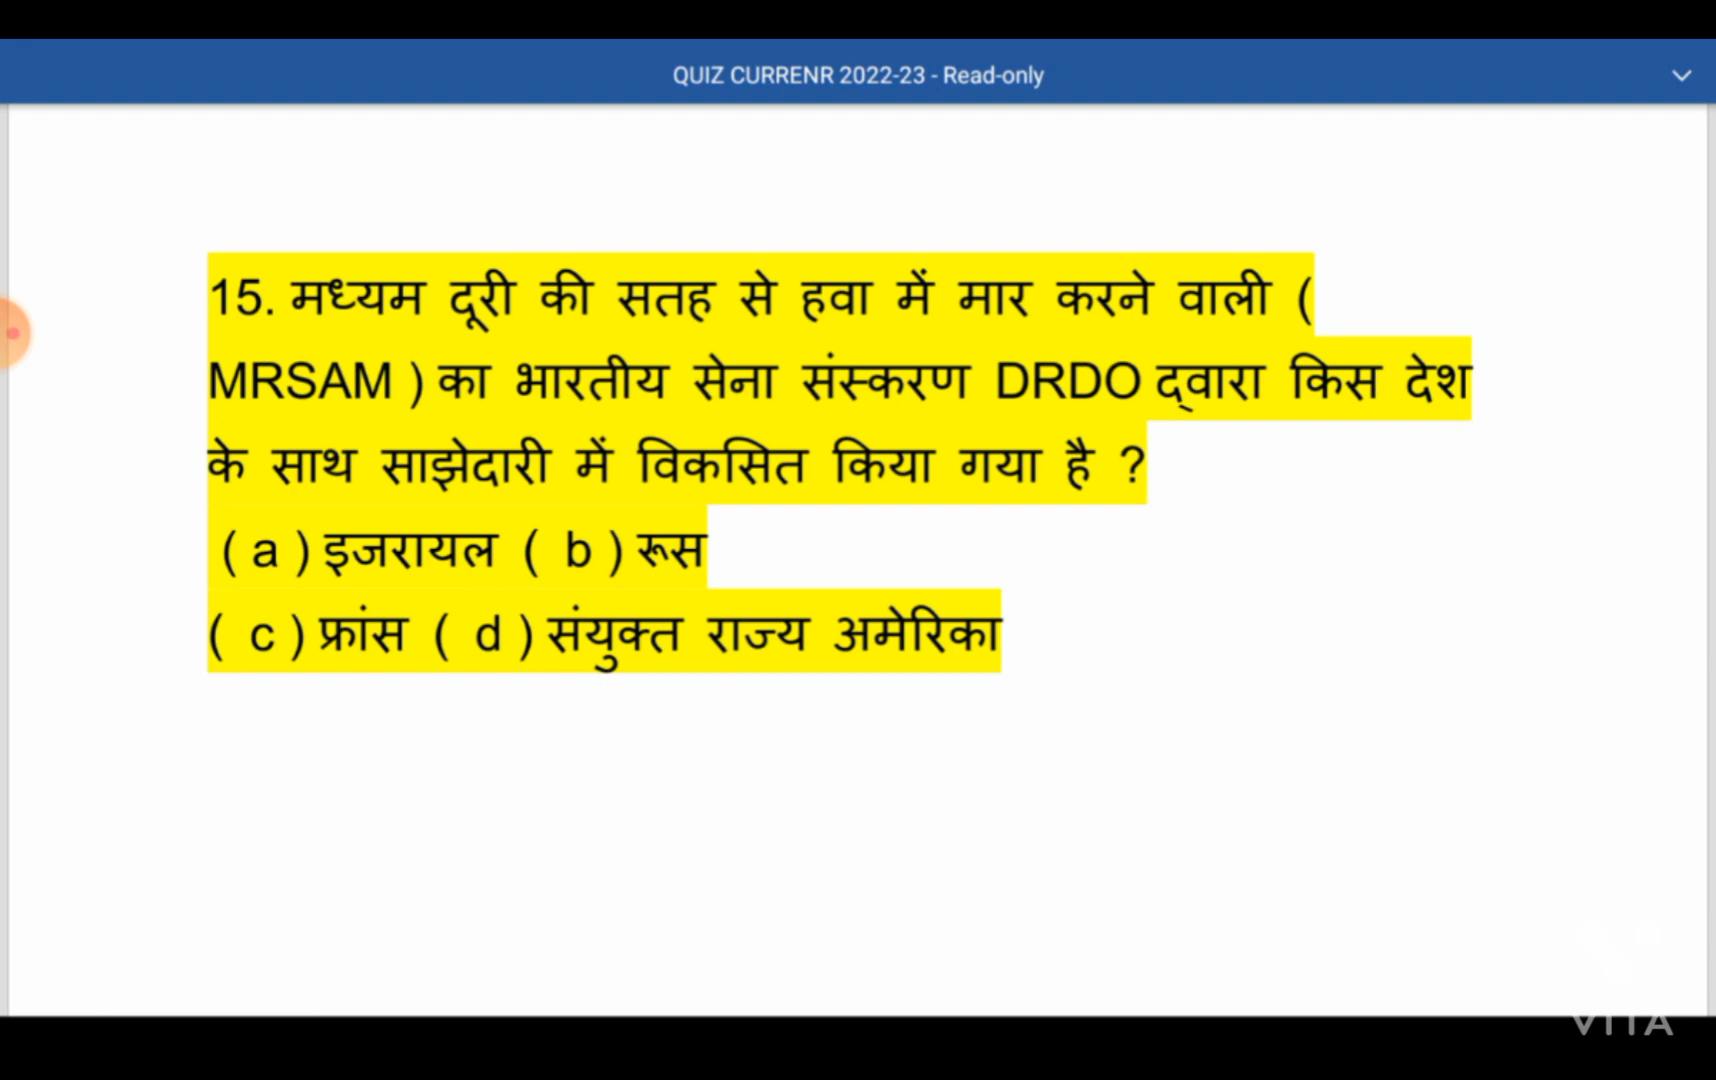 QUIZ CURRENR 2022-23 - Read-only
15. मध्यम दूरी की सतह से हवा में मार करने वाली (
MRSAM ) का भारतीय सेना संस्करण DRDO द्वारा किस देश
के साथ साझेदारी में विकसित किया गया है ?
( a ) इजरायल ( b ) रूस
( c ) फ्रांस ( d ) संयुक्त राज्य अमेरिका
VITA